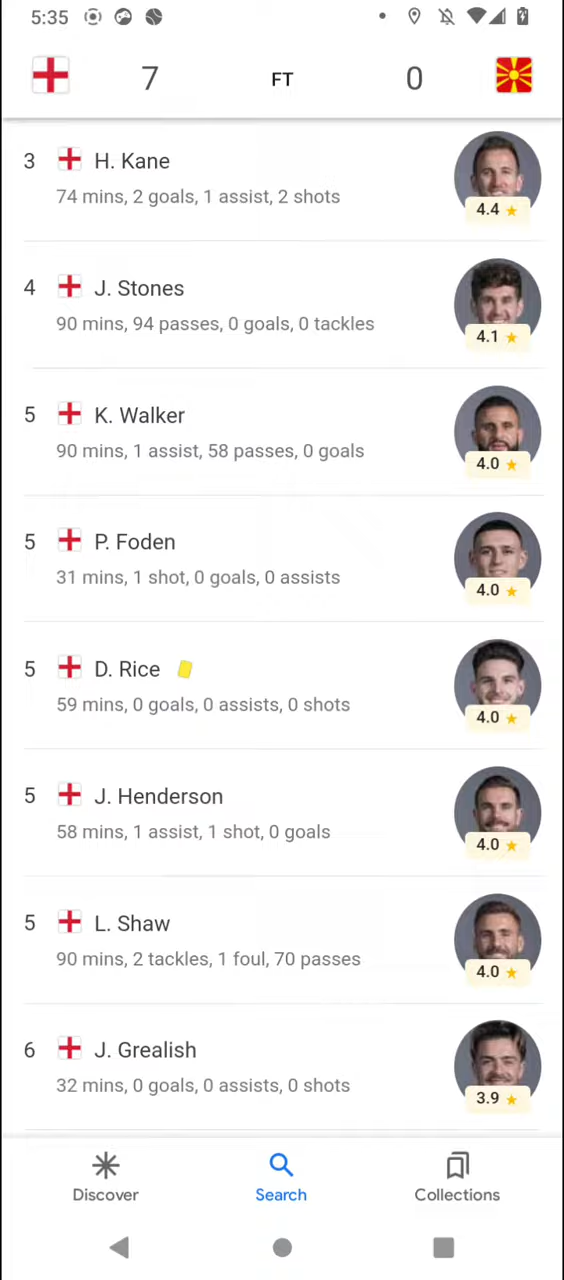 5:35
7 FT 0
3 H. Kane
74 mins, 2 goals, 1 assist, 2 shots
4.4
4 J. Stones
90 mins, 94 passes, 0 goals, 0 tackles
4.1
5 K. Walker
90 mins, 1 assist, 58 passes, 0 goals
4.0
5 P. Foden
31 mins, 1 shot, 0 goals, 0 assists
4.0
5 D. Rice
59 mins, 0 goals, 0 assists, 0 shots
4.0
5 J. Henderson
58 mins, 1 assist, 1 shot, 0 goals
4.0
5 L. Shaw
90 mins, 2 tackles, 1 foul, 70 passes
4.0
6 J. Grealish
32 mins, 0 goals, 0 assists, 0 shots
3.9
Discover Search Collections